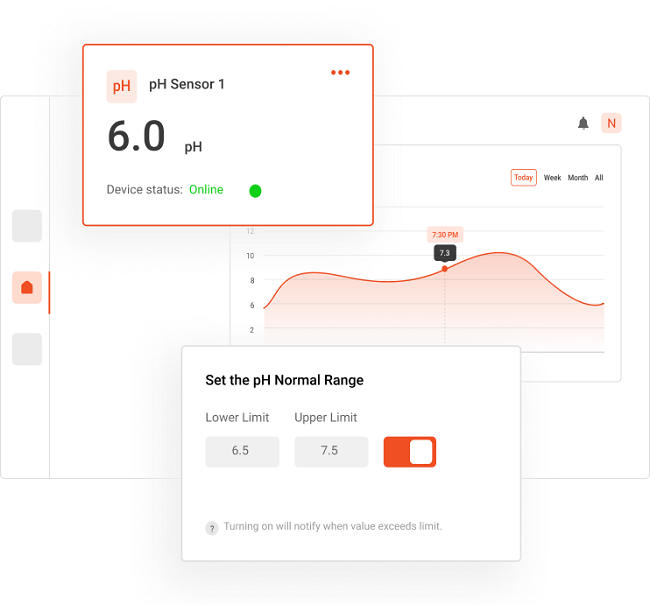 pH pH Sensor 1
6.0 pH
Device status: Online
N
Today Week Month All
12
10
8
6
2
7:30 PM
7.3
Set the pH Normal Range
Lower Limit Upper Limit
6.5 7.5
? Turning on will notify when value exceeds limit.